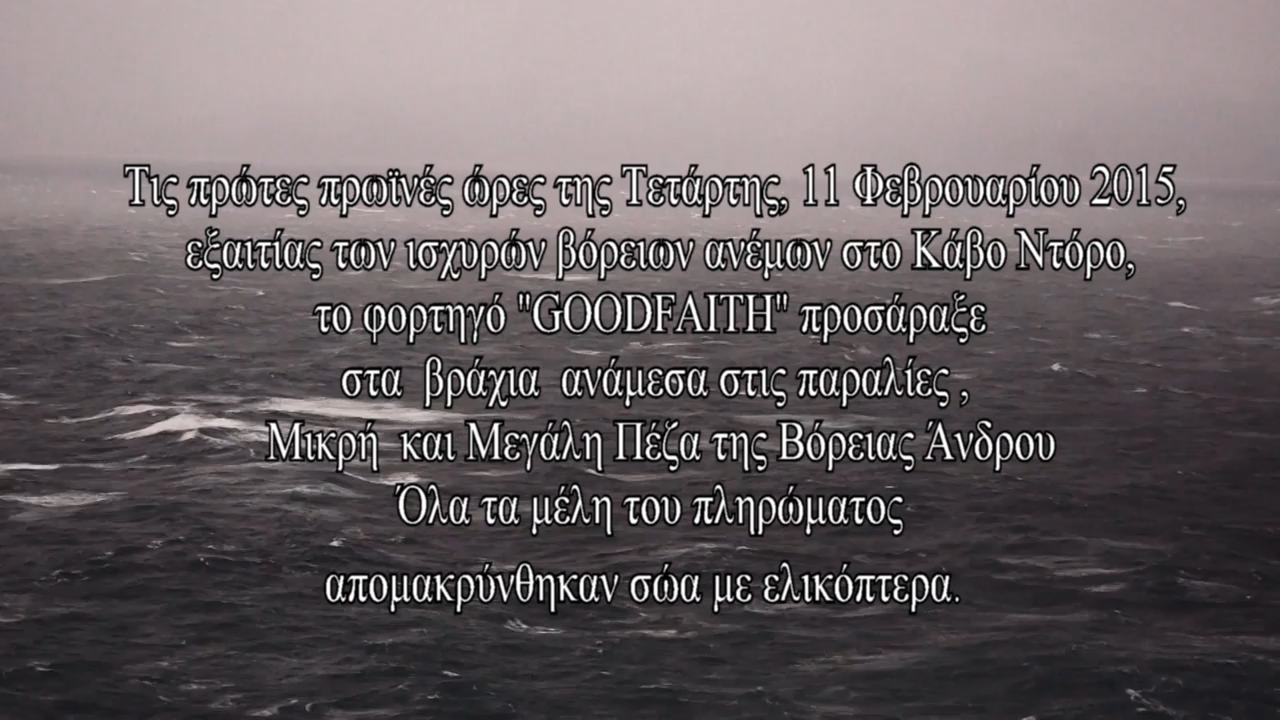 Τις πρώτες πρωϊνές ώρες της Τετάρτης, 11 Φεβρουαρίου 2015,
εξαιτίας των ισχυρών βόρειων ανέμων στο Κάβο Ντόρο,
το φορτηγό "GOODFAITH" προσάραξε
στα βράχια ανάμεσα στις παραλίες ,
Μικρή και Μεγάλη Πέζα της Βόρειας Άνδρου
Όλα τα μέλη του πληρώματος
απομακρύνθηκαν σώα με ελικόπτερα.